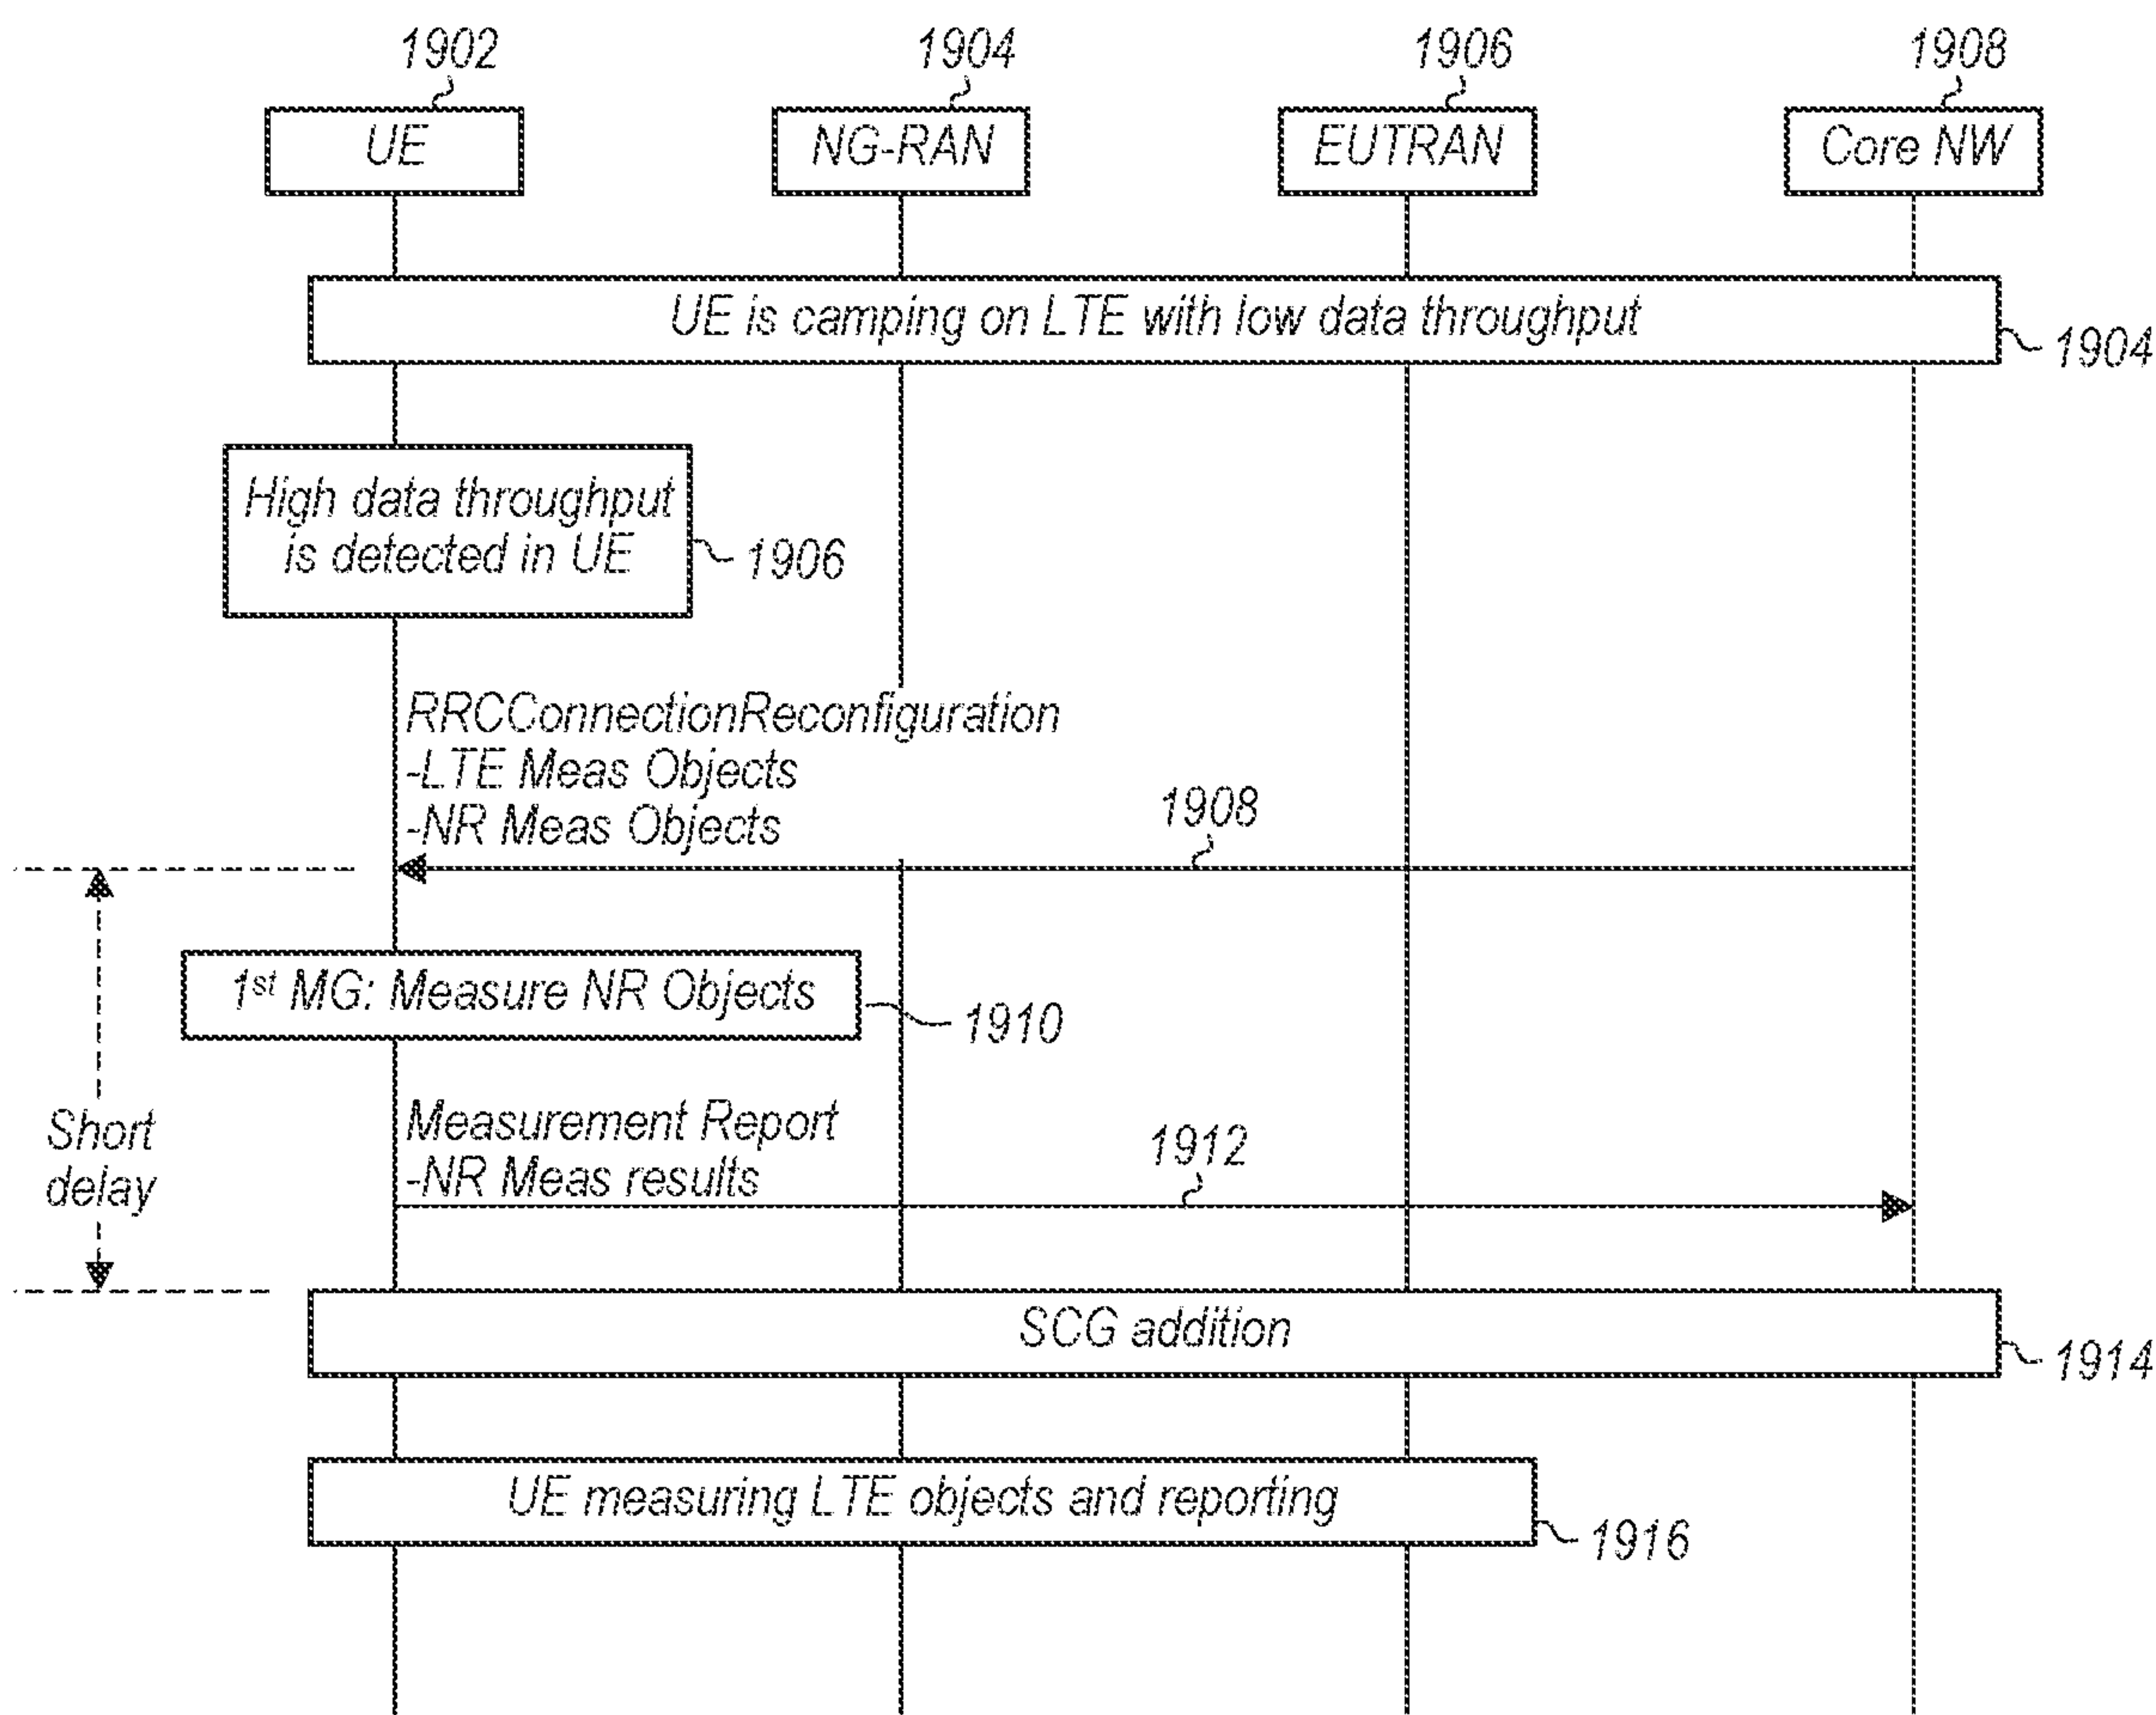 1902
1904
1906
1908
UE
NG-RAN
EUTRAN
Core NW
UE is camping on LTE with low data throughput
1904
High data throughput
is detected in UE
1906
RRCConnectionReconfiguration
-LTE Meas Objects
-NR Meas Objects
1908
1st MG: Measure NR Objects
1910
Short
delay
Measurement Report
-NR Meas results
1912
SCG addition
1914
UE measuring LTE objects and reporting
1916